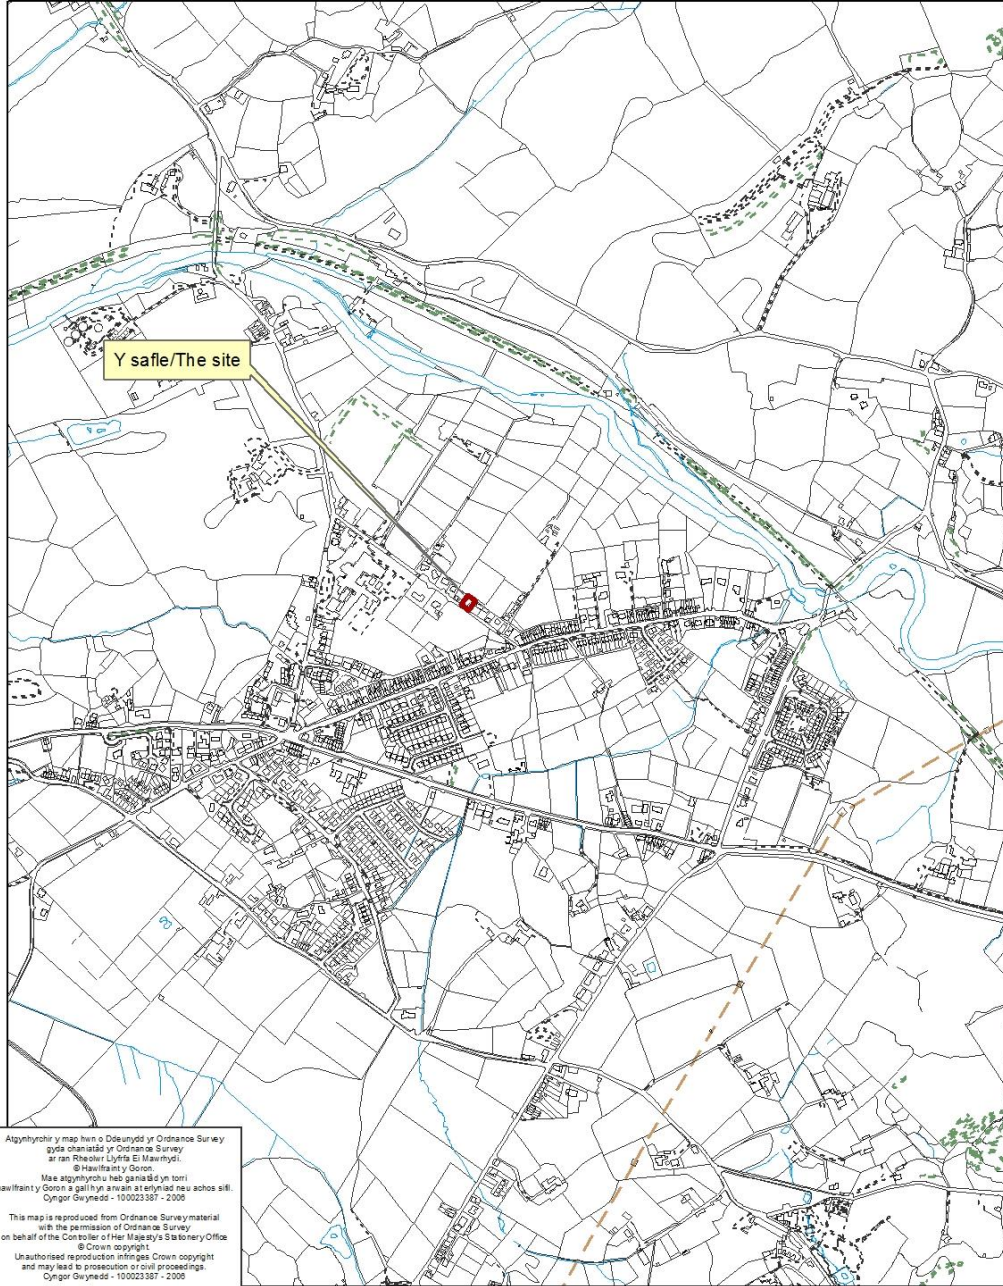 Y safle/The site
Atgynhyrchir y map hwn o Ddeunydd yr Ordnance Survey
gyda chaniatâd yr Ordnance Survey
ar ran Rheolwr Llyfrfa Ei Mawrhydi.
© Hawlfraint y Goron.
Mae atgynhyrchu heb ganiatâd yn torri
awlfraint y Goron a gall hyn arwain at erlyniad neu achos sifil.
Cyngor Gwynedd - 100023387 - 2006
This map is reproduced from Ordnance Survey material
with the permission of Ordnance Survey
on behalf of the Controller of Her Majesty's Stationery Office
© Crown copyright.
Unauthorised reproduction infringes Crown copyright
and may lead to prosecution or civil proceedings.
Cyngor Gwynedd - 100023387 - 2006